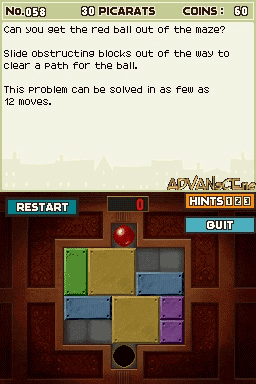 No.058 30 PICARATS COINS: 60
Can you get the red ball out of the maze?
Slide obstructing blocks out of the way to
clear a path for the ball.
This problem can be solved in as few as
12 moves.
RESTART 0 HINTS 1 2 3
QUIT